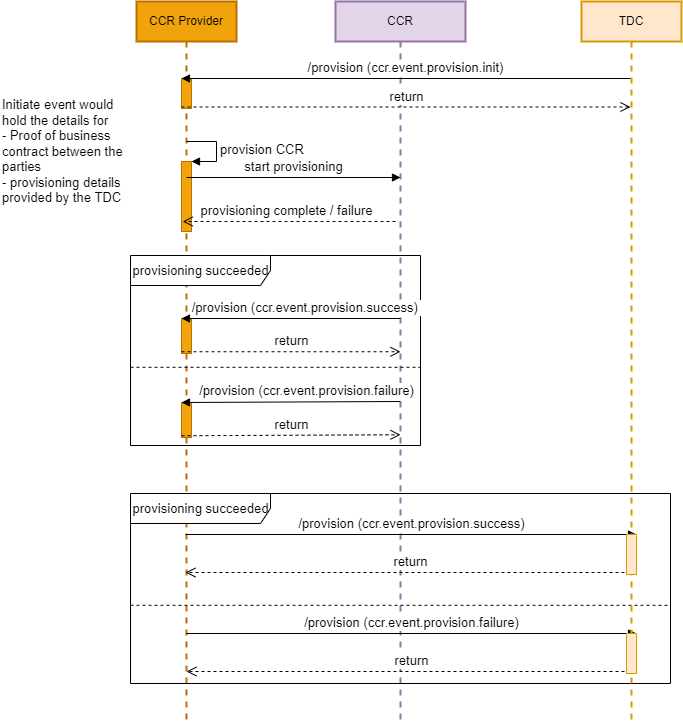 CCR Provider
CCR
TDC
/provision (ccr.event.provision.init)
return
Initiate event would
hold the details for
- Proof of business
contract between the
parties
- provisioning details
provided by the TDC
provision CCR
start provisioning
provisioning complete / failure
provisioning succeeded
/provision (ccr.event.provision.success)
return
/provision (ccr.event.provision.failure)
return
provisioning succeeded
/provision (ccr.event.provision.success)
return
/provision (ccr.event.provision.failure)
return